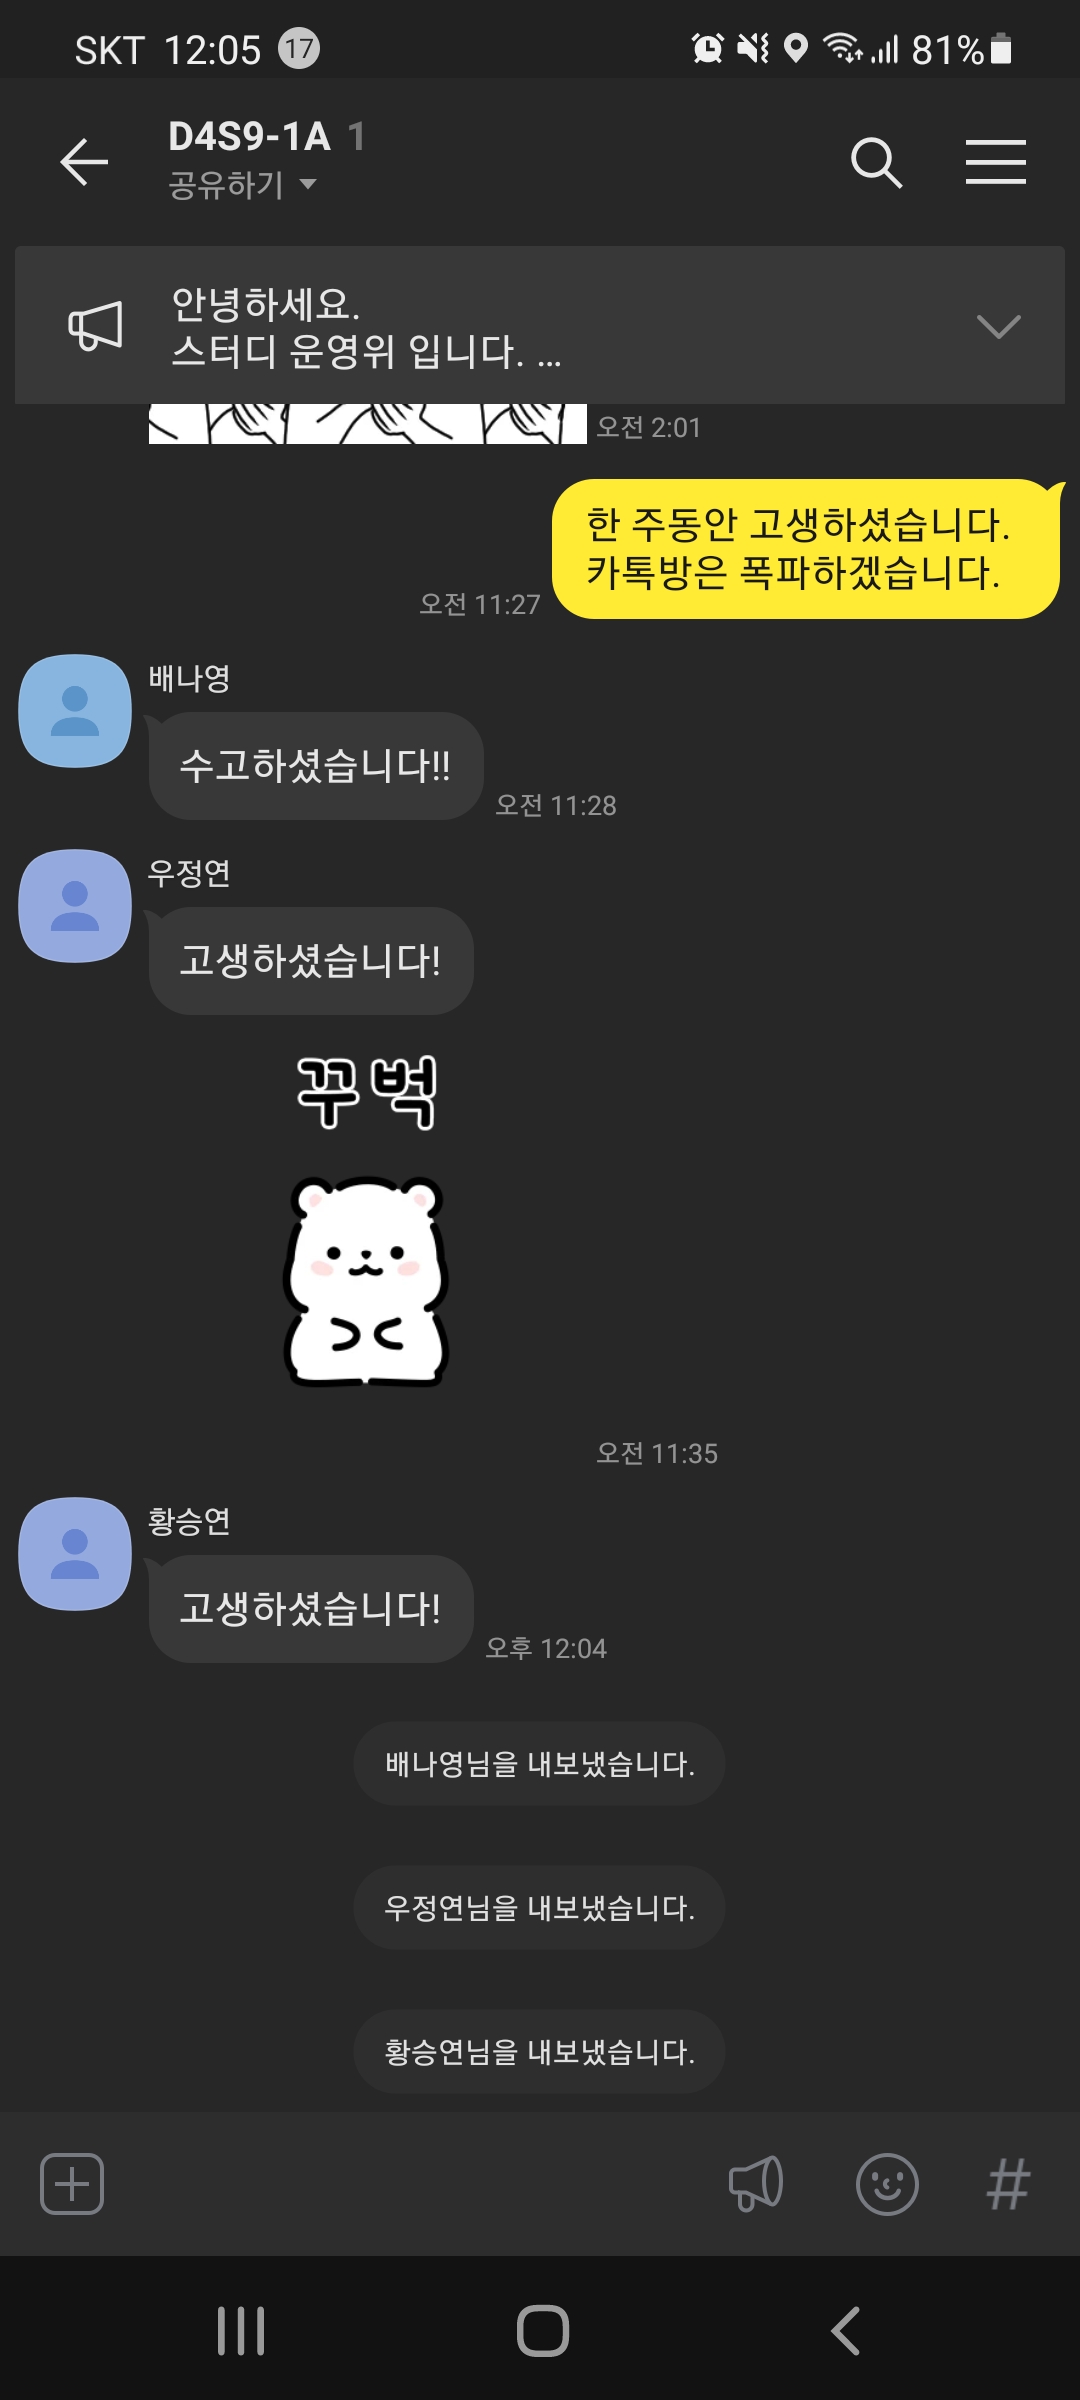 SKT 12:05 17 81%
D4S9-1A 1
공유하기
안녕하세요.
스터디 운영위 입니다. ...
오전 2:01
한 주동안 고생하셨습니다.
카톡방은 폭파하겠습니다.
오전 11:27
배나영
수고하셨습니다!!
오전 11:28
우정연
고생하셨습니다!
꾸벅
오전 11:35
황승연
고생하셨습니다!
오후 12:04
배나영님을 내보냈습니다.
우정연님을 내보냈습니다.
황승연님을 내보냈습니다.
#